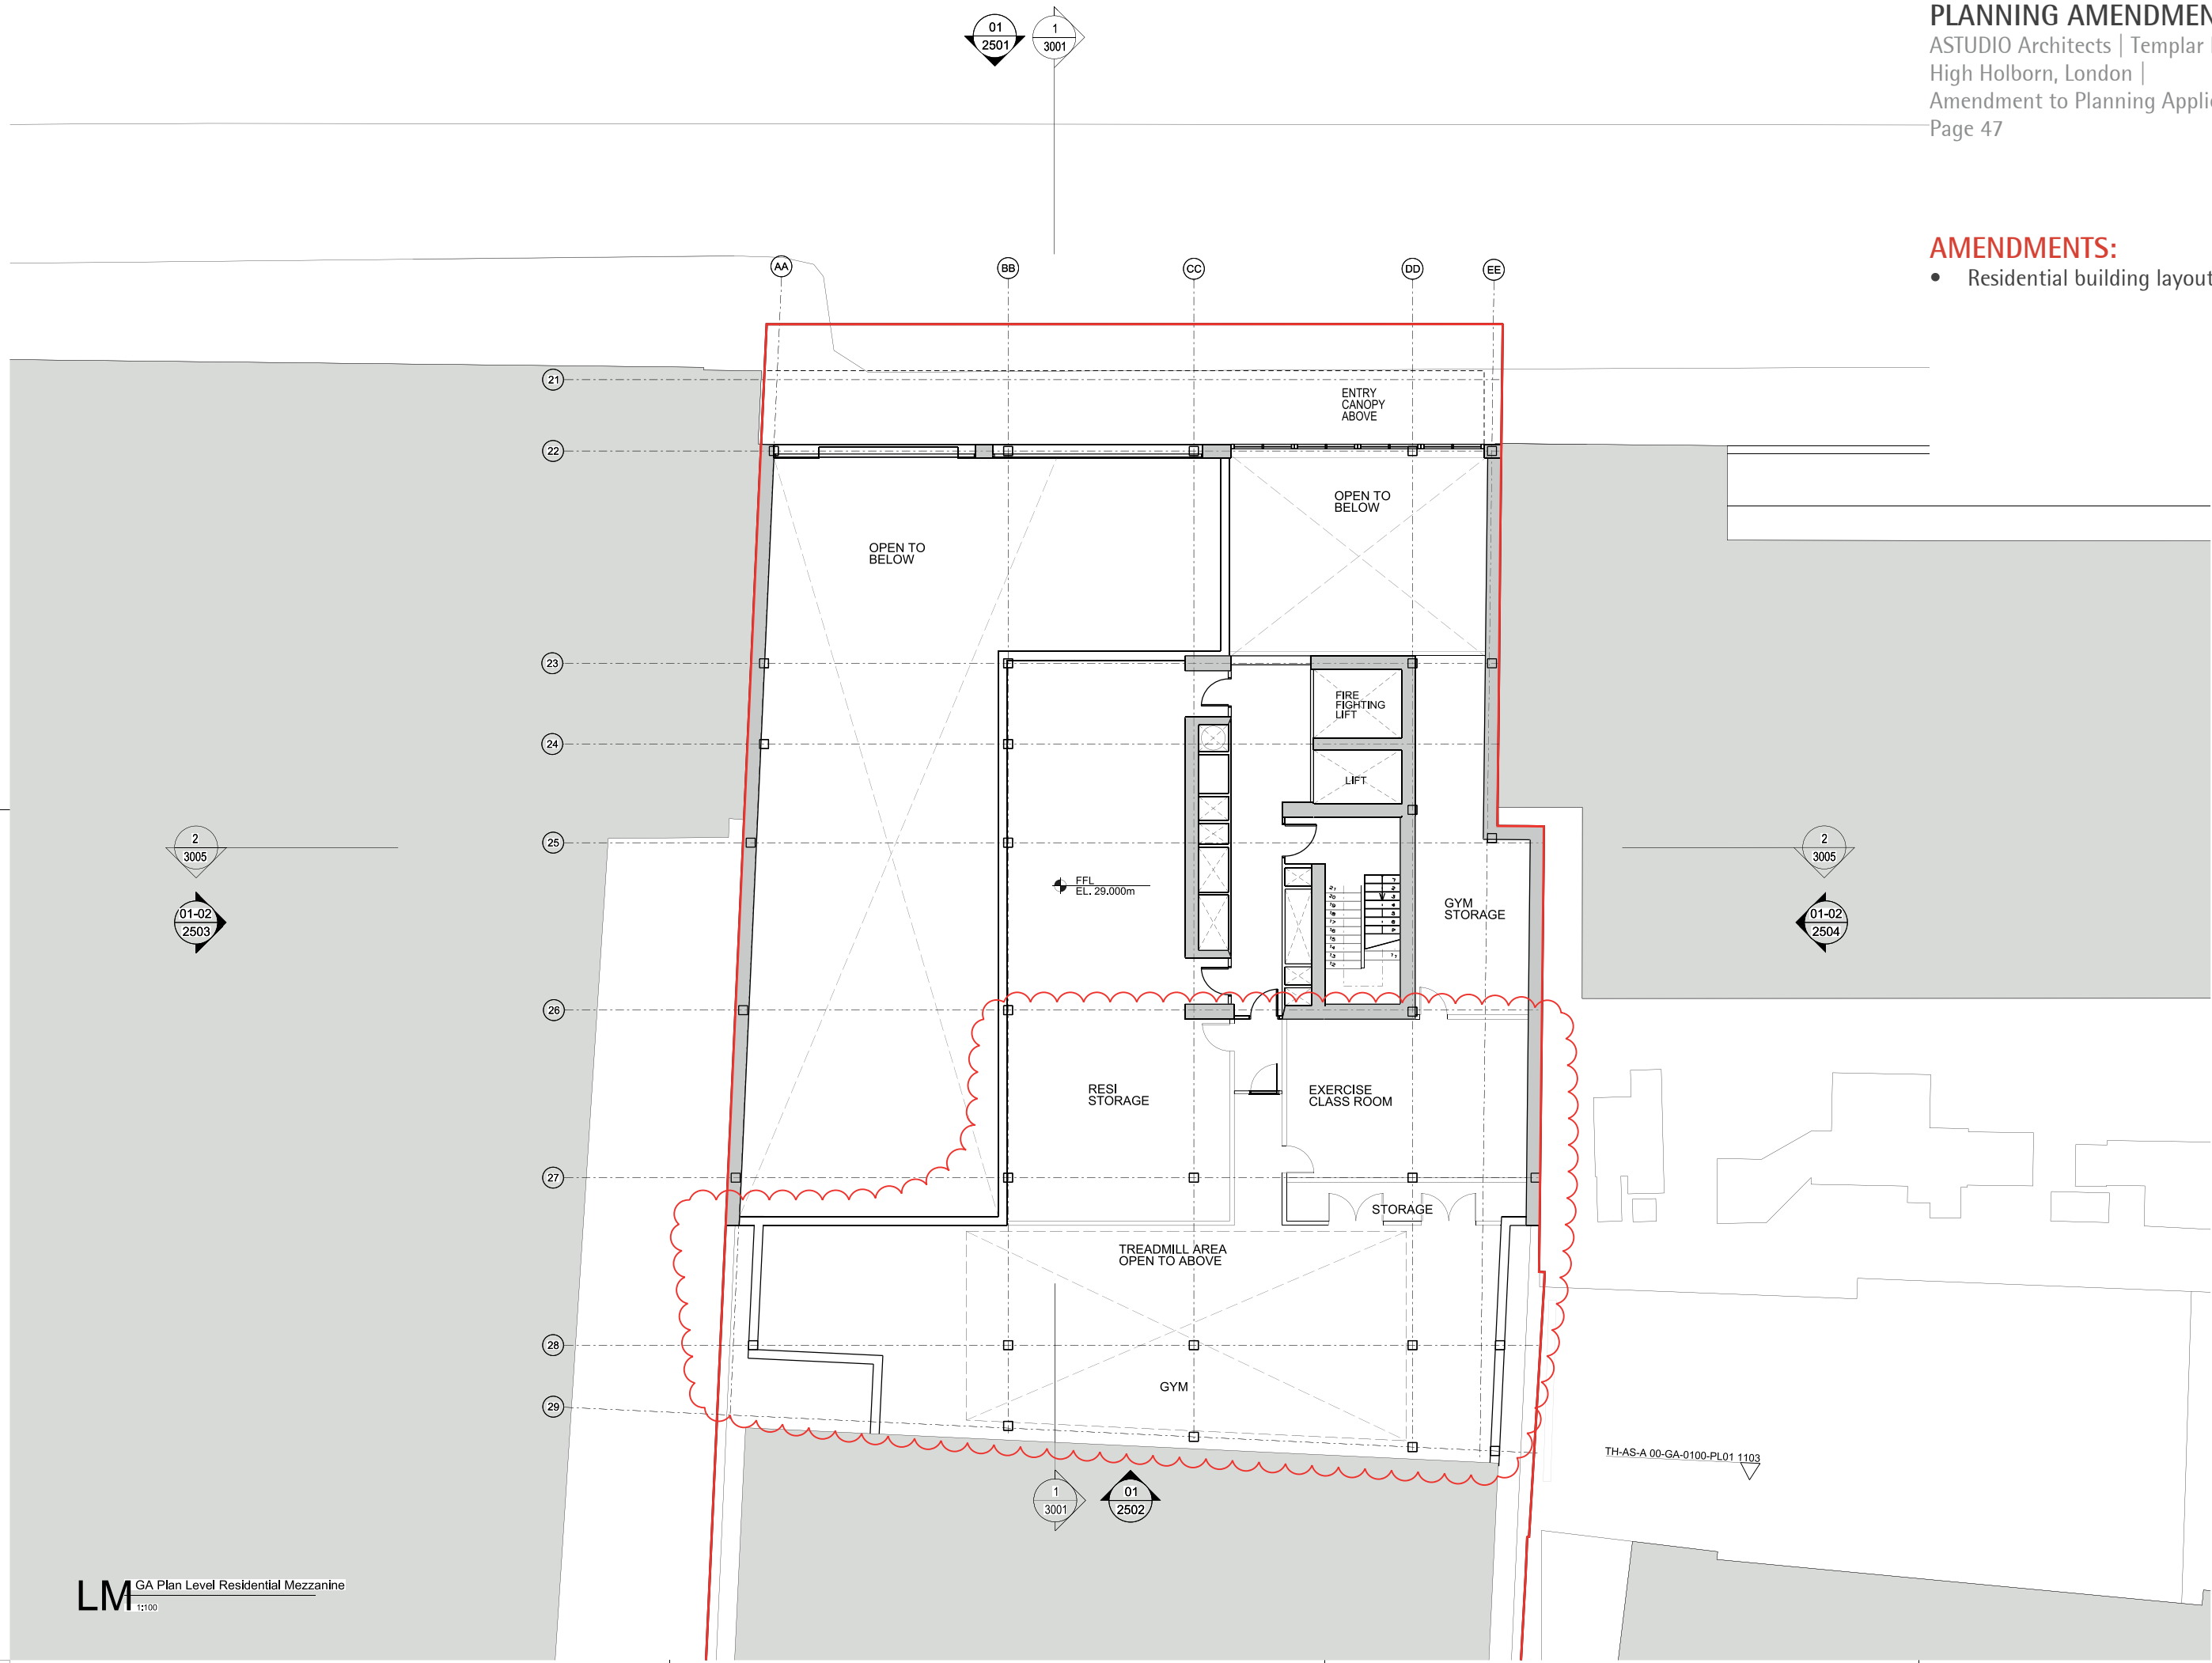 PLANNING AMENDMEN
ASTUDIO Architects | Templar
High Holborn, London |
Amendment to Planning Appli
Page 47
AMENDMENTS:
• Residential building layout
01
2501
1
3001
AA
BB
CC
DD
EE
21
22
23
24
25
26
27
28
29
ENTRY
CANOPY
ABOVE
OPEN TO
BELOW
OPEN TO
BELOW
FIRE
FIGHTING
LIFT
LIFT
FFL
EL. 29.000m
GYM
STORAGE
2
3005
01-02
2503
2
3005
01-02
2504
RESI
STORAGE
EXERCISE
CLASS ROOM
STORAGE
TREADMILL AREA
OPEN TO ABOVE
GYM
TH-AS-A 00-GA-0100-PL01 1103
1
3001
01
2502
LM GA Plan Level Residential Mezzanine
1:100